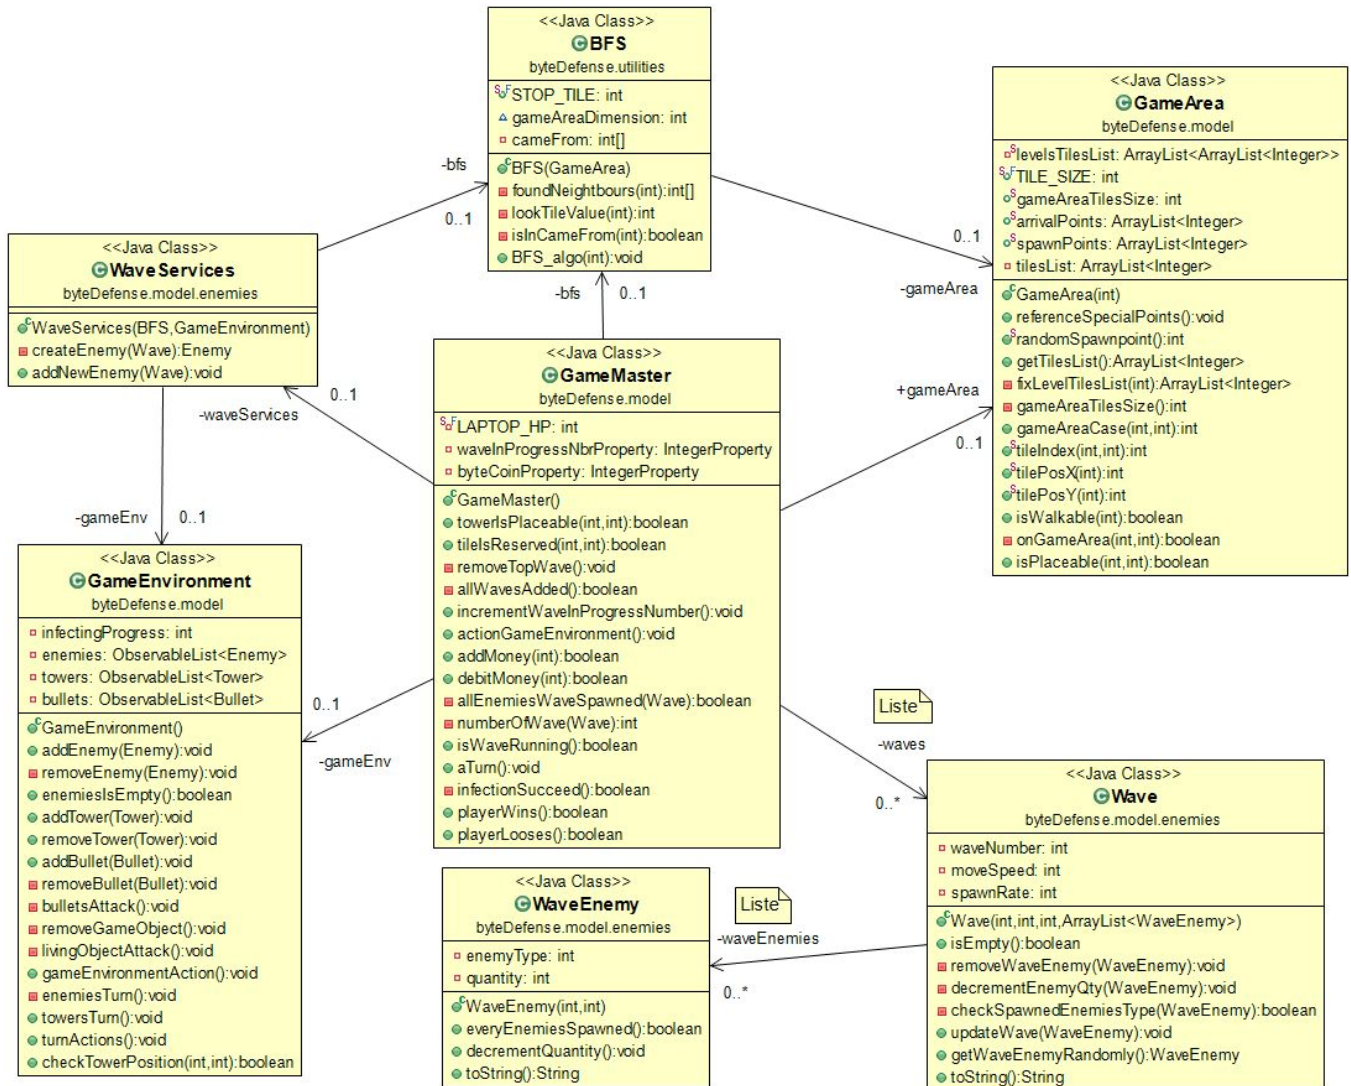 <<Java Class>>
BFS
byteDefense.utilities
STOP_TILE: int
gameAreaDimension: int
cameFrom: int[]
BFS(GameArea)
foundNeightbours(int):int[]
lookTileValue(int):int
isInCameFrom(int):boolean
BFS_algo(int):void
<<Java Class>>
GameArea
byteDefense.model
levelsTilesList: ArrayList<ArrayList<Integer>>
TILE_SIZE: int
gameAreaTilesSize: int
arrivalPoints: ArrayList<Integer>
spawnPoints: ArrayList<Integer>
tilesList: ArrayList<Integer>
GameArea(int)
referenceSpecialPoints():void
randomSpawnpoint():int
getTilesList():ArrayList<Integer>
fixLevelTilesList(int):ArrayList<Integer>
gameAreaTilesSize():int
gameAreaCase(int,int):int
tileIndex(int,int):int
tilePosX(int):int
tilePosY(int):int
isWalkable(int):boolean
onGameArea(int,int):boolean
isPlaceable(int,int):boolean
-bfs
0..1
0..1
-gameArea
<<Java Class>>
WaveServices
byteDefense.model.enemies
WaveServices(BFS,GameEnvironment)
createEnemy(Wave):Enemy
addNewEnemy(Wave):void
-bfs
0..1
<<Java Class>>
GameMaster
byteDefense.model
LAPTOP_HP: int
waveInProgressNbrProperty: IntegerProperty
byteCoinProperty: IntegerProperty
GameMaster()
towerIsPlaceable(int,int):boolean
tileIsReserved(int,int):boolean
removeTopWave():void
allWavesAdded():boolean
incrementWaveInProgressNumber():void
actionGameEnvironment():void
addMoney(int):boolean
debitMoney(int):boolean
allEnemiesWaveSpawned(Wave):boolean
numberOfWave(Wave):int
isWaveRunning():boolean
aTurn():void
infectionSucceed():boolean
playerWins():boolean
playerLooses():boolean
0..1
-waveServices
+gameArea
0..1
-gameEnv
0..1
<<Java Class>>
GameEnvironment
byteDefense.model
infectingProgress: int
enemies: ObservableList<Enemy>
towers: ObservableList<Tower>
bullets: ObservableList<Bullet>
GameEnvironment()
addEnemy(Enemy):void
removeEnemy(Enemy):void
enemiesIsEmpty():boolean
addTower(Tower):void
removeTower(Tower):void
addBullet(Bullet):void
removeBullet(Bullet):void
bulletsAttack():void
removeGameObject():void
livingObjectAttack():void
gameEnvironmentAction():void
enemiesTurn():void
towersTurn():void
turnActions():void
checkTowerPosition(int,int):boolean
0..1
-gameEnv
Liste
-waves
0..*
<<Java Class>>
Wave
byteDefense.model.enemies
waveNumber: int
moveSpeed: int
spawnRate: int
Wave(int,int,int,ArrayList<WaveEnemy>)
isEmpty():boolean
removeWaveEnemy(WaveEnemy):void
decrementEnemyQty(WaveEnemy):void
checkSpawnedEnemiesType(WaveEnemy):boolean
updateWave(WaveEnemy):void
getWaveEnemyRandomly():WaveEnemy
toString():String
<<Java Class>>
WaveEnemy
byteDefense.model.enemies
enemyType: int
quantity: int
WaveEnemy(int,int)
everyEnemiesSpawned():boolean
decrementQuantity():void
toString():String
Liste
-waveEnemies
0..*